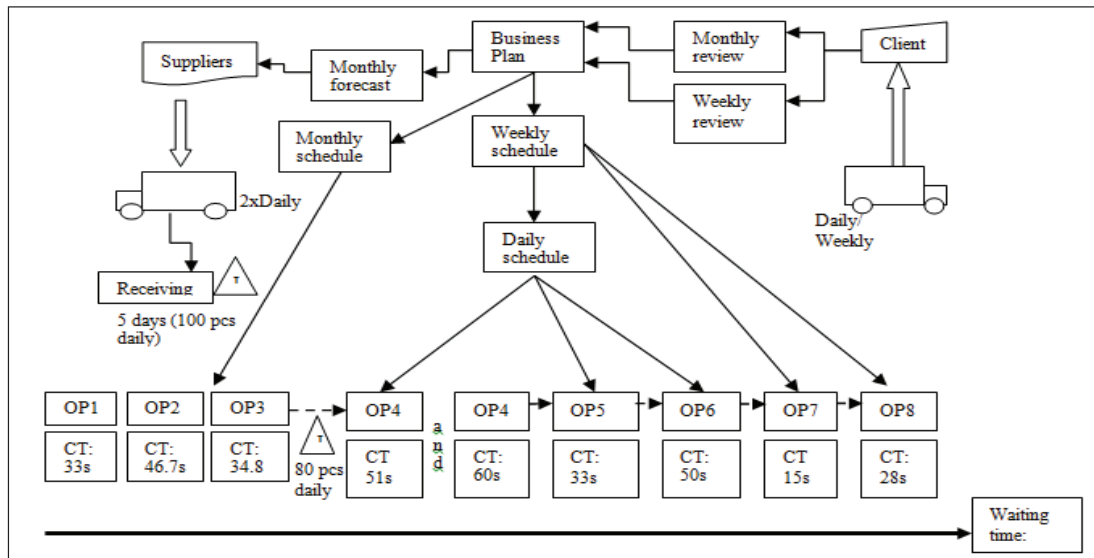 Suppliers
Monthly
forecast
Business
Plan
Monthly
review
Client
Weekly
review
Monthly
schedule
Weekly
schedule
2xDaily
Daily/
Weekly
Daily
schedule
Receiving
T
5 days (100 pcs
daily)
OP1
OP2
OP3
OP4
a
n
d
OP4
OP5
OP6
OP7
OP8
CT:
33s
CT:
46.7s
CT:
34.8
T
80 pcs
daily
CT
51s
CT:
60s
CT:
33s
CT:
50s
CT
15s
CT:
28s
Waiting
time: